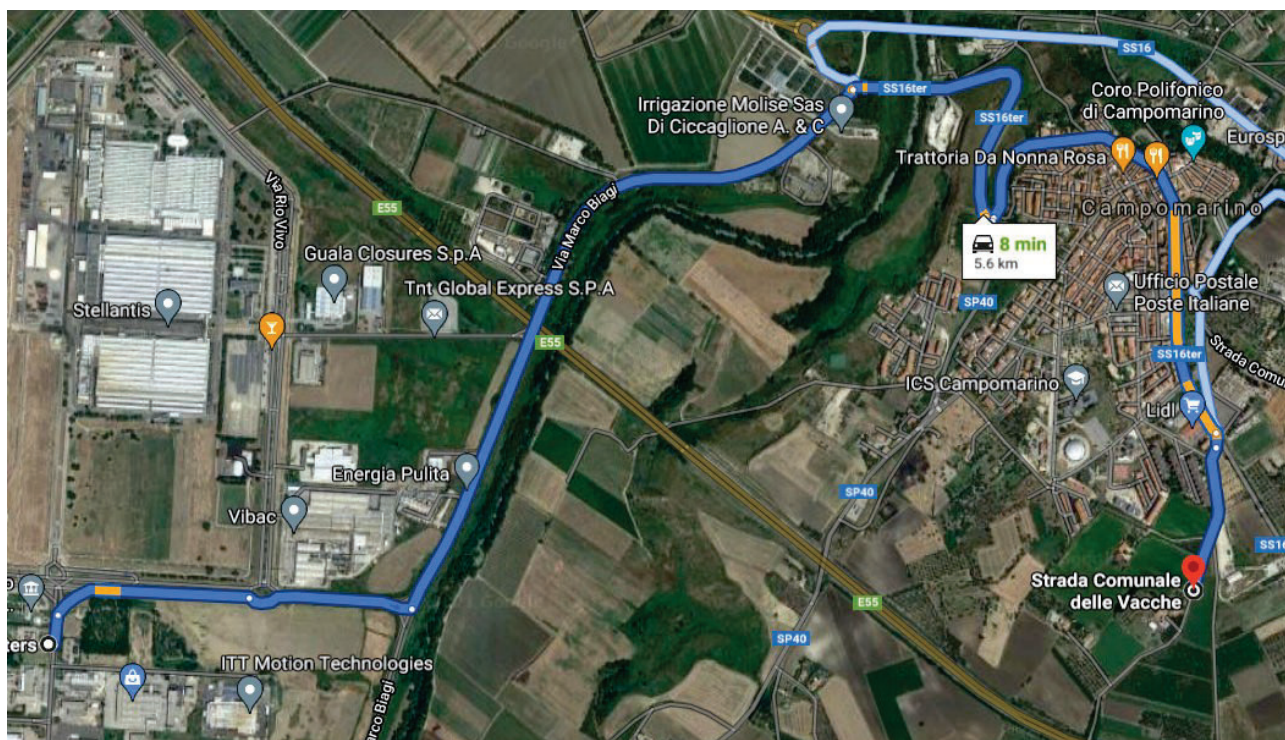 SS16
SS16ter
Irrigazione Molise Sas
Di Ciccaglione A. & C
Coro Polifonico
di Campomarino
SS16ter
Eurosp
Trattoria Da Nonna Rosa
Via Rio Vivo
E55
Via Marco Biagi
Campomarino
8 min
5.6 km
Guala Closures S.p.A
Tnt Global Express S.P.A
Stellantis
Ufficio Postale
Poste Italiane
SP40
E55
Strada Comu
SS16ter
ICS Campomarino
Lidl
Energia Pulita
SP40
Vibac
SS16
Strada Comunale
delle Vacche
E55
o
...
xers
SP40
ITT Motion Technologies
Marco Biagi